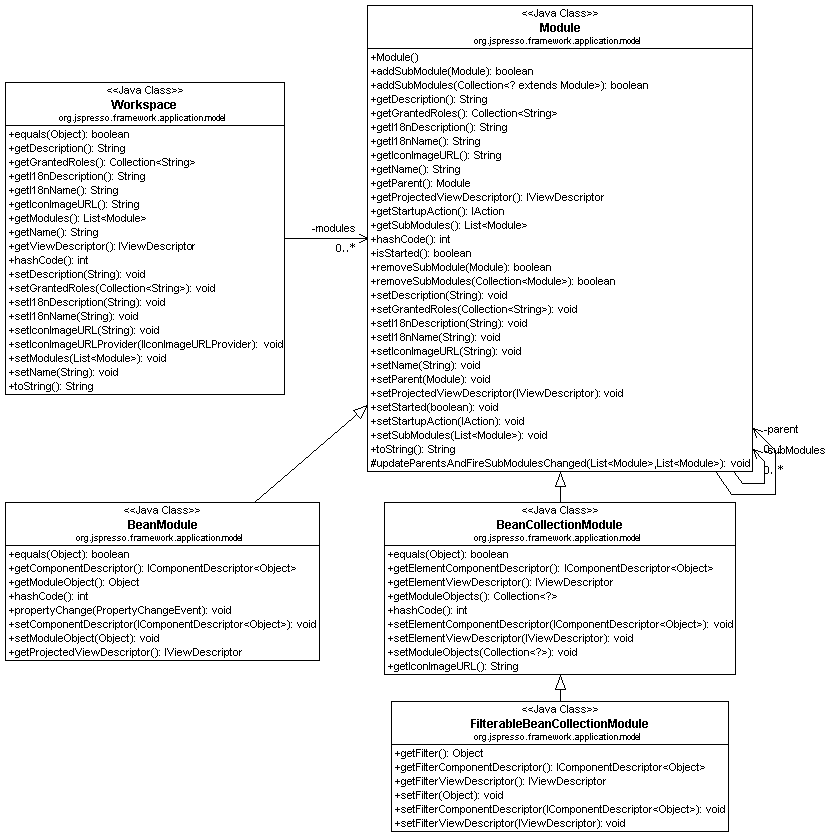 <<Java Class>>
Module
org.jspresso.framework.application.model
+Module()
+addSubModule(Module): boolean
+addSubModules(Collection<? extends Module>): boolean
+getDescription(): String
+getGrantedRoles(): Collection<String>
+getI18nDescription(): String
+getI18nName(): String
+getIconImageURL(): String
+getName(): String
+getParent(): Module
+getProjectedViewDescriptor(): IViewDescriptor
+getStartupAction(): IAction
+getSubModules(): List<Module>
+hashCode(): int
+isStarted(): boolean
+removeSubModule(Module): boolean
+removeSubModules(Collection<Module>): boolean
+setDescription(String): void
+setGrantedRoles(Collection<String>): void
+setI18nDescription(String): void
+setI18nName(String): void
+setIconImageURL(String): void
+setName(String): void
+setParent(Module): void
+setProjectedViewDescriptor(IViewDescriptor): void
+setStarted(boolean): void
+setStartupAction(IAction): void
+setSubModules(List<Module>): void
+toString(): String
#updateParentsAndFireSubModulesChanged(List<Module>,List<Module>): void
<<Java Class>>
Workspace
org.jspresso.framework.application.model
+equals(Object): boolean
+getDescription(): String
+getGrantedRoles(): Collection<String>
+getI18nDescription(): String
+getI18nName(): String
+getIconImageURL(): String
+getModules(): List<Module>
+getName(): String
+getViewDescriptor(): IViewDescriptor
+hashCode(): int
+setDescription(String): void
+setGrantedRoles(Collection<String>): void
+setI18nDescription(String): void
+setI18nName(String): void
+setIconImageURL(String): void
+setIconImageURLProvider(IIconImageURLProvider): void
+setModules(List<Module>): void
+setName(String): void
+toString(): String
-modules
0..*
-parent
-subModules
0..*
<<Java Class>>
BeanModule
org.jspresso.framework.application.model
+equals(Object): boolean
+getComponentDescriptor(): IComponentDescriptor<Object>
+getModuleObject(): Object
+hashCode(): int
+propertyChange(PropertyChangeEvent): void
+setComponentDescriptor(IComponentDescriptor<Object>): void
+setModuleObject(Object): void
+getProjectedViewDescriptor(): IViewDescriptor
<<Java Class>>
BeanCollectionModule
org.jspresso.framework.application.model
+equals(Object): boolean
+getElementComponentDescriptor(): IComponentDescriptor<Object>
+getElementViewDescriptor(): IViewDescriptor
+getModuleObjects(): Collection<?>
+hashCode(): int
+setElementComponentDescriptor(IComponentDescriptor<Object>): void
+setElementViewDescriptor(IViewDescriptor): void
+setModuleObjects(Collection<?>): void
+getIconImageURL(): String
<<Java Class>>
FilterableBeanCollectionModule
org.jspresso.framework.application.model
+getFilter(): Object
+getFilterComponentDescriptor(): IComponentDescriptor<Object>
+getFilterViewDescriptor(): IViewDescriptor
+setFilter(Object): void
+setFilterComponentDescriptor(IComponentDescriptor<Object>): void
+setFilterViewDescriptor(IViewDescriptor): void